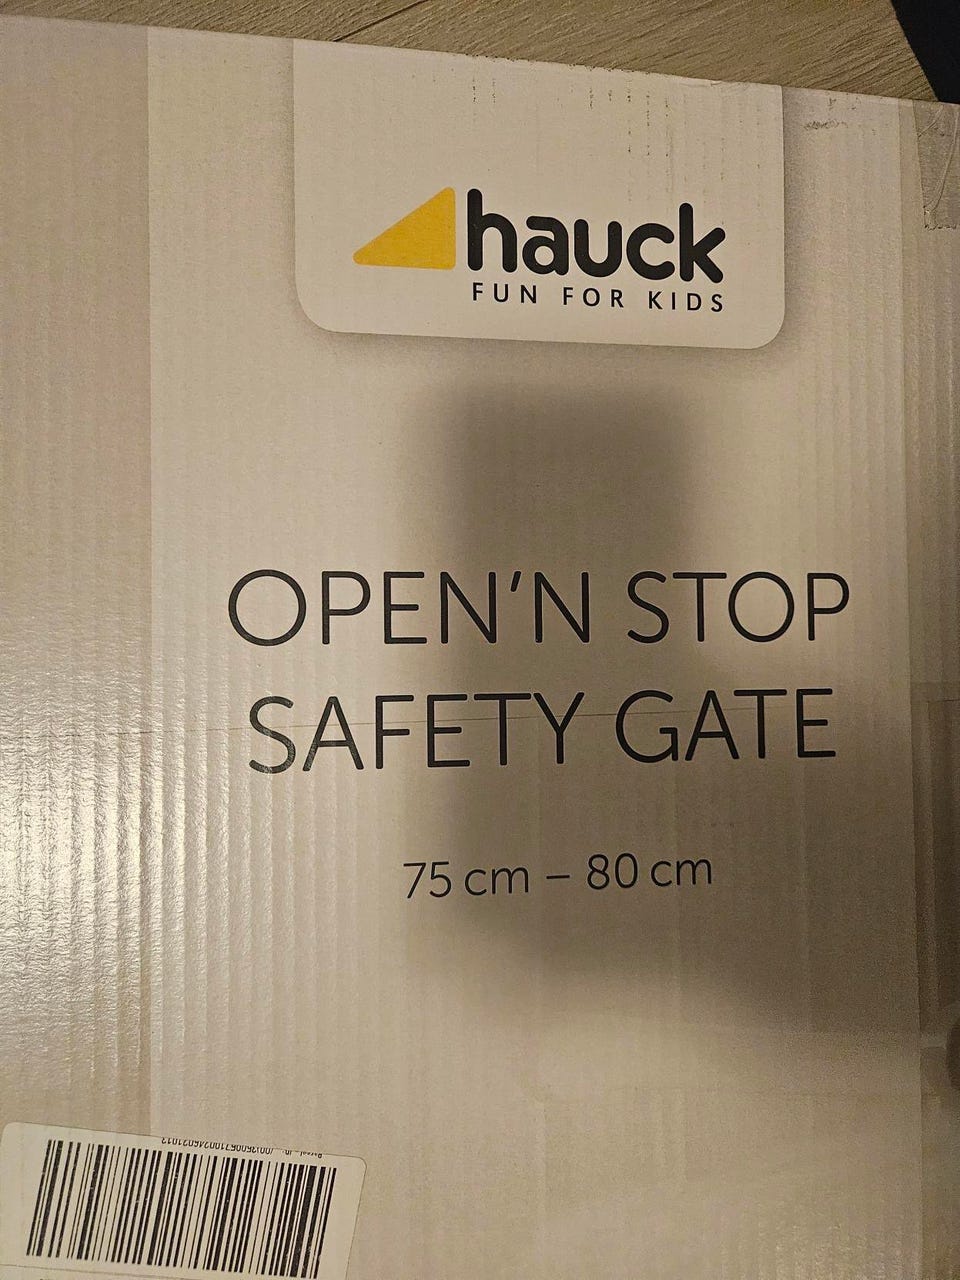 hauck
FUN FOR KIDS
OPEN'N STOP
SAFETY GATE
75 cm – 80 cm